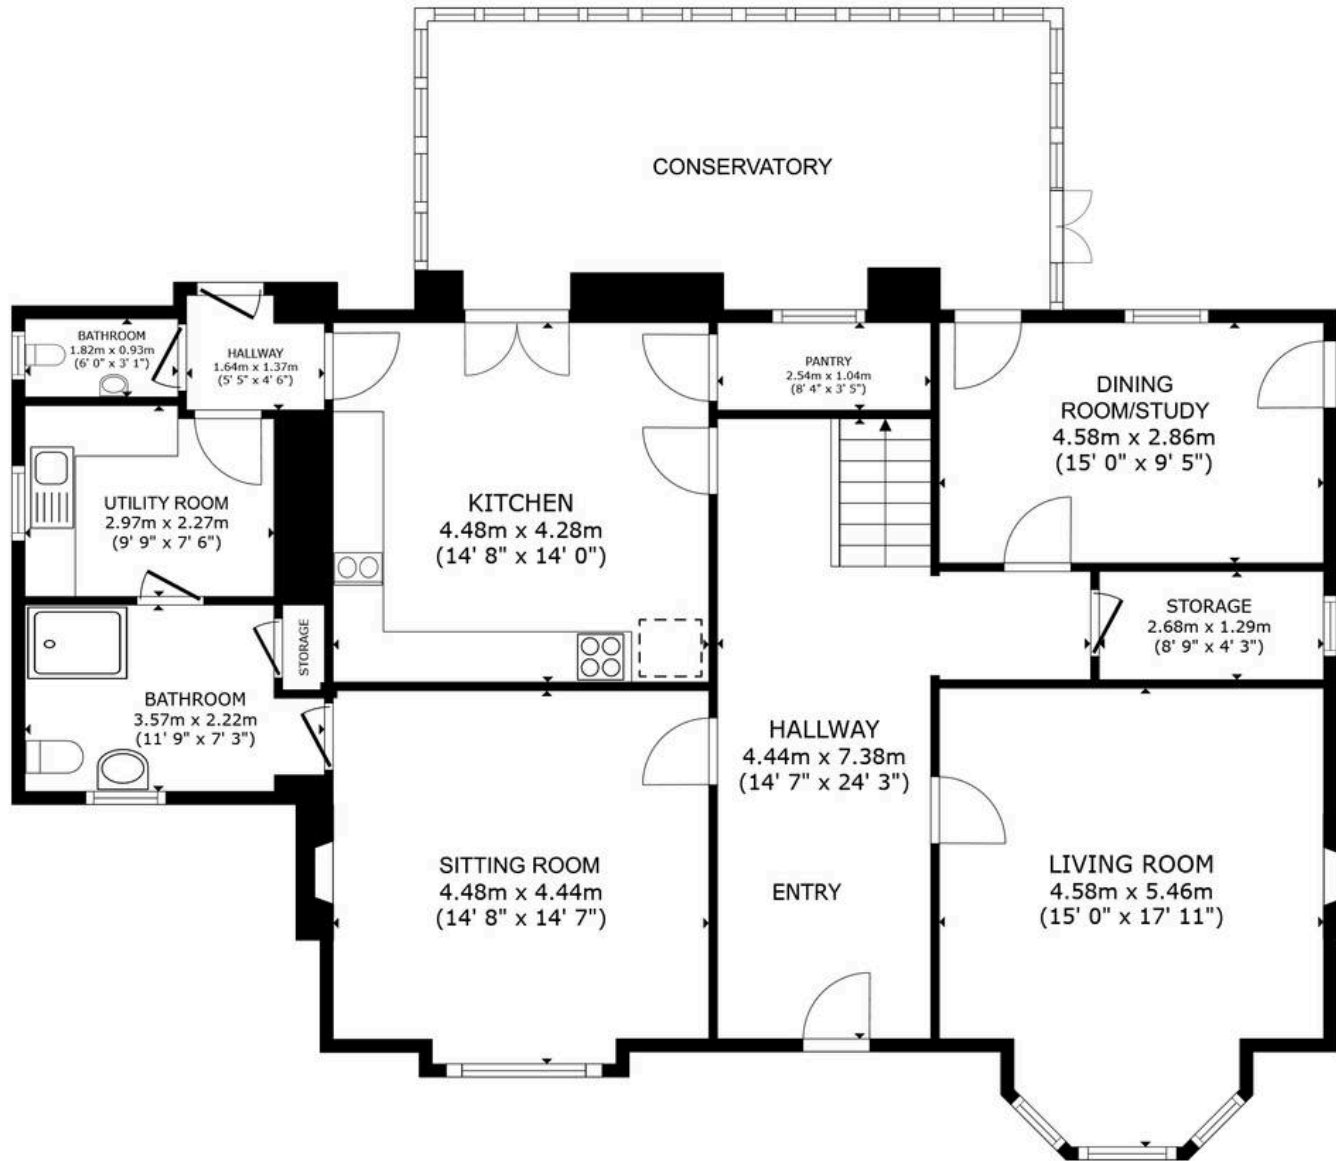 CONSERVATORY
BATHROOM
1.82m x 0.93m
(6' 0" x 3' 1")
HALLWAY
1.64m x 1.37m
(5' 5" x 4' 6")
PANTRY
2.54m x 1.04m
(8' 4" x 3' 5")
DINING
ROOM/STUDY
4.58m x 2.86m
(15' 0" x 9' 5")
UTILITY ROOM
2.97m x 2.27m
(9' 9" x 7' 6")
KITCHEN
4.48m x 4.28m
(14' 8" x 14' 0")
STORAGE
2.68m x 1.29m
(8' 9" x 4' 3")
STORAGE
BATHROOM
3.57m x 2.22m
(11' 9" x 7' 3")
HALLWAY
4.44m x 7.38m
(14' 7" x 24' 3")
SITTING ROOM
4.48m x 4.44m
(14' 8" x 14' 7")
ENTRY
LIVING ROOM
4.58m x 5.46m
(15' 0" x 17' 11")